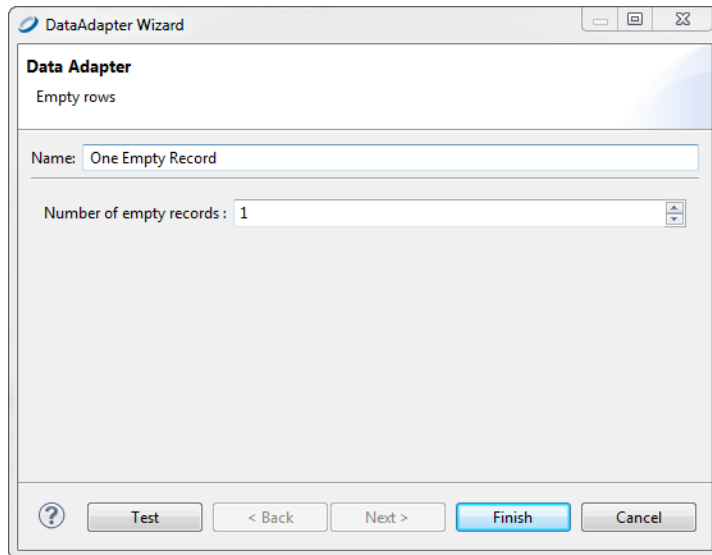 DataAdapter Wizard
Data Adapter
Empty rows
Name: One Empty Record
Number of empty records : 1
? Test < Back Next > Finish Cancel